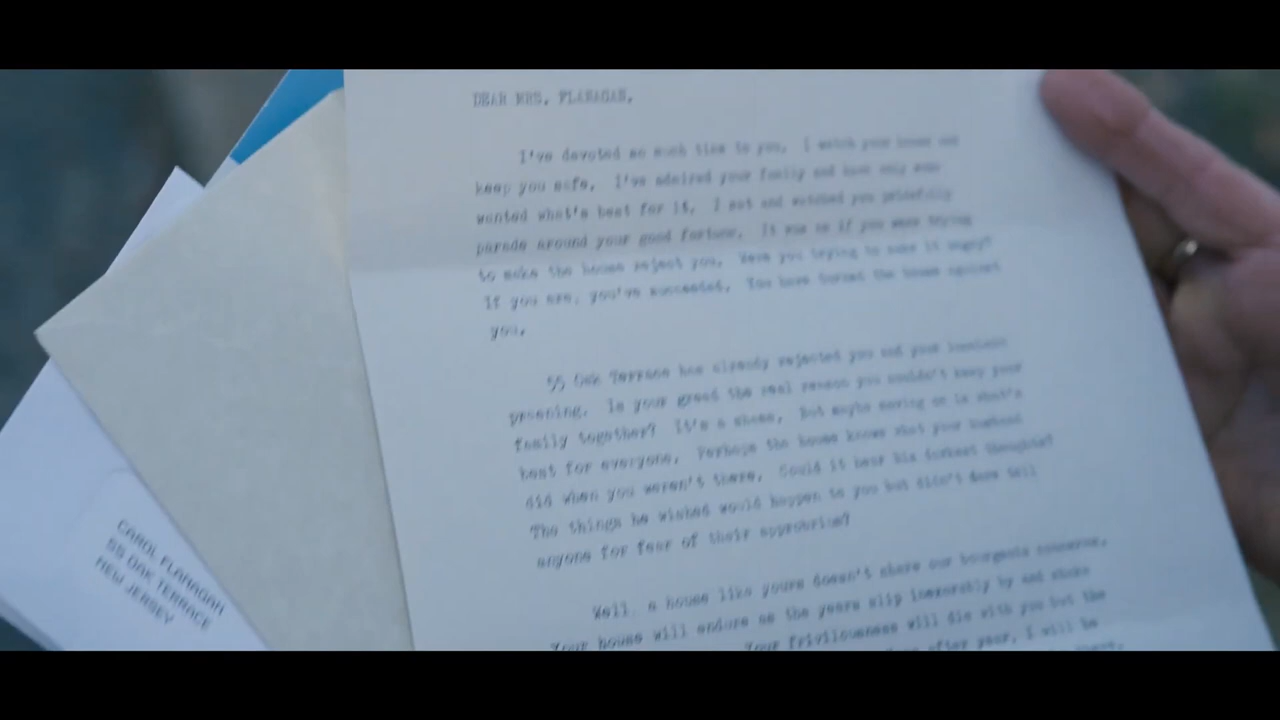 DEAR MRS. FLANAGAN,
I've devoted so much time to you. I watch your house and
keep you safe. I've admired your family and have only ever
wanted what's best for it. I sat and watched you gleefully
parade around your good fortune. It was as if you were trying
to make the house reject you. Were you trying to make it angry?
If you are, you've succeeded. You have turned the house against
you.
55 Oak Terrace has already rejected you and your
preening. Is your greed the real reason you couldn't keep your
family together? It's a shame. But maybe moving on is what's
best for everyone. Perhaps the house knows what your husband
did when you weren't there. Could it hear his darkest thoughts?
The things he wished would happen to you but didn't dare tell
anyone for fear of their opprobrium?
Well, a house like yours doesn't share our bourgeois concerns.
Your house will endure as the years slip inexorably by and
Your friviliousness will die with you but the
after year, I will be
CAROL FLANAGAN
55 OAK TERRACE
NEW JERSEY